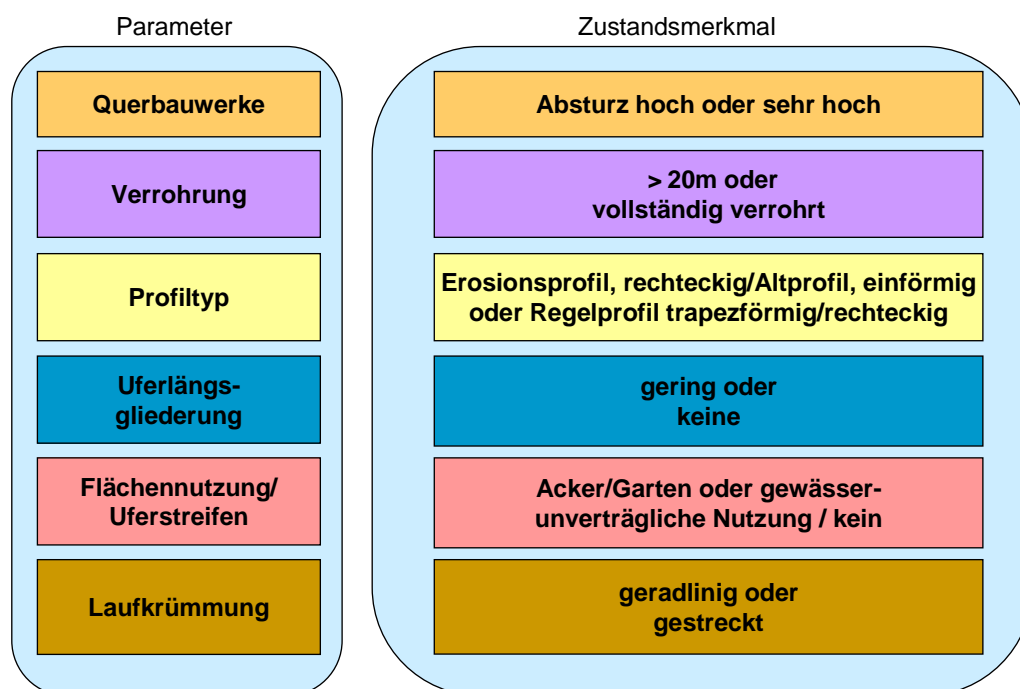 Parameter
Zustandsmerkmal
Querbauwerke
Absturz hoch oder sehr hoch
Verrohrung
> 20m oder
vollständig verrohrt
Profiltyp
Erosionsprofil, rechteckig/Altprofil, einförmig
oder Regelprofil trapezförmig/rechteckig
Uferlängs-
gliederung
gering oder
keine
Flächennutzung/
Uferstreifen
Acker/Garten oder gewässer-
unverträgliche Nutzung / kein
Laufkrümmung
geradlinig oder
gestreckt